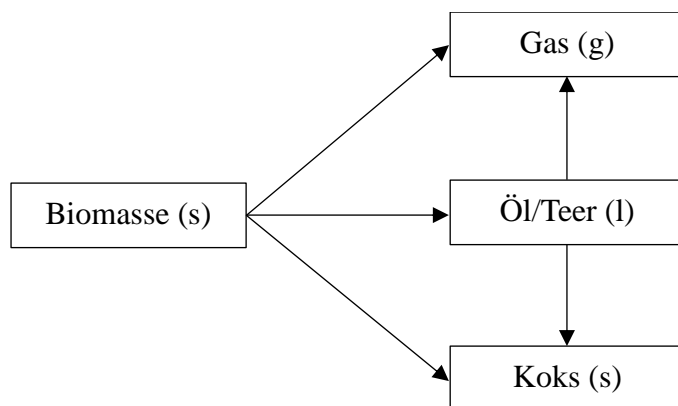 Gas (g)
Biomasse (s)
Öl/Teer (l)
Koks (s)